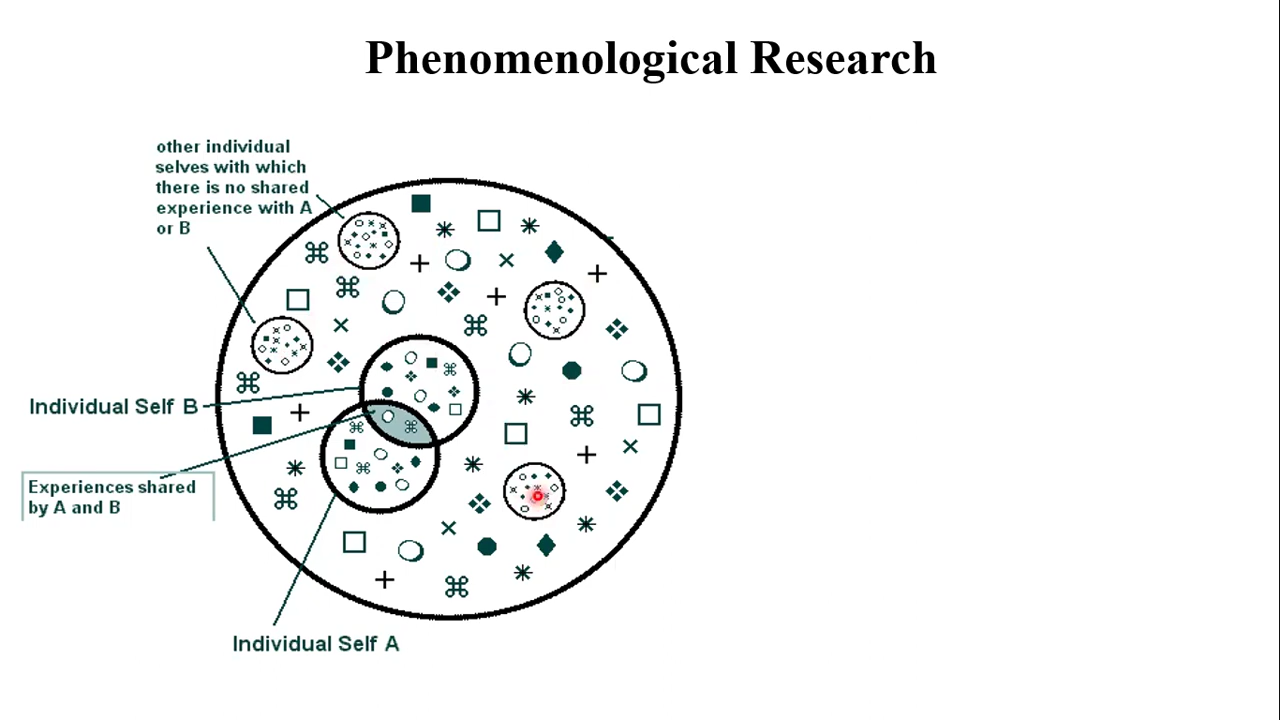 Phenomenological Research
other individual
selves with which
there is no shared
experience with A
or B
Individual Self B
Experiences shared
by A and B
Individual Self A